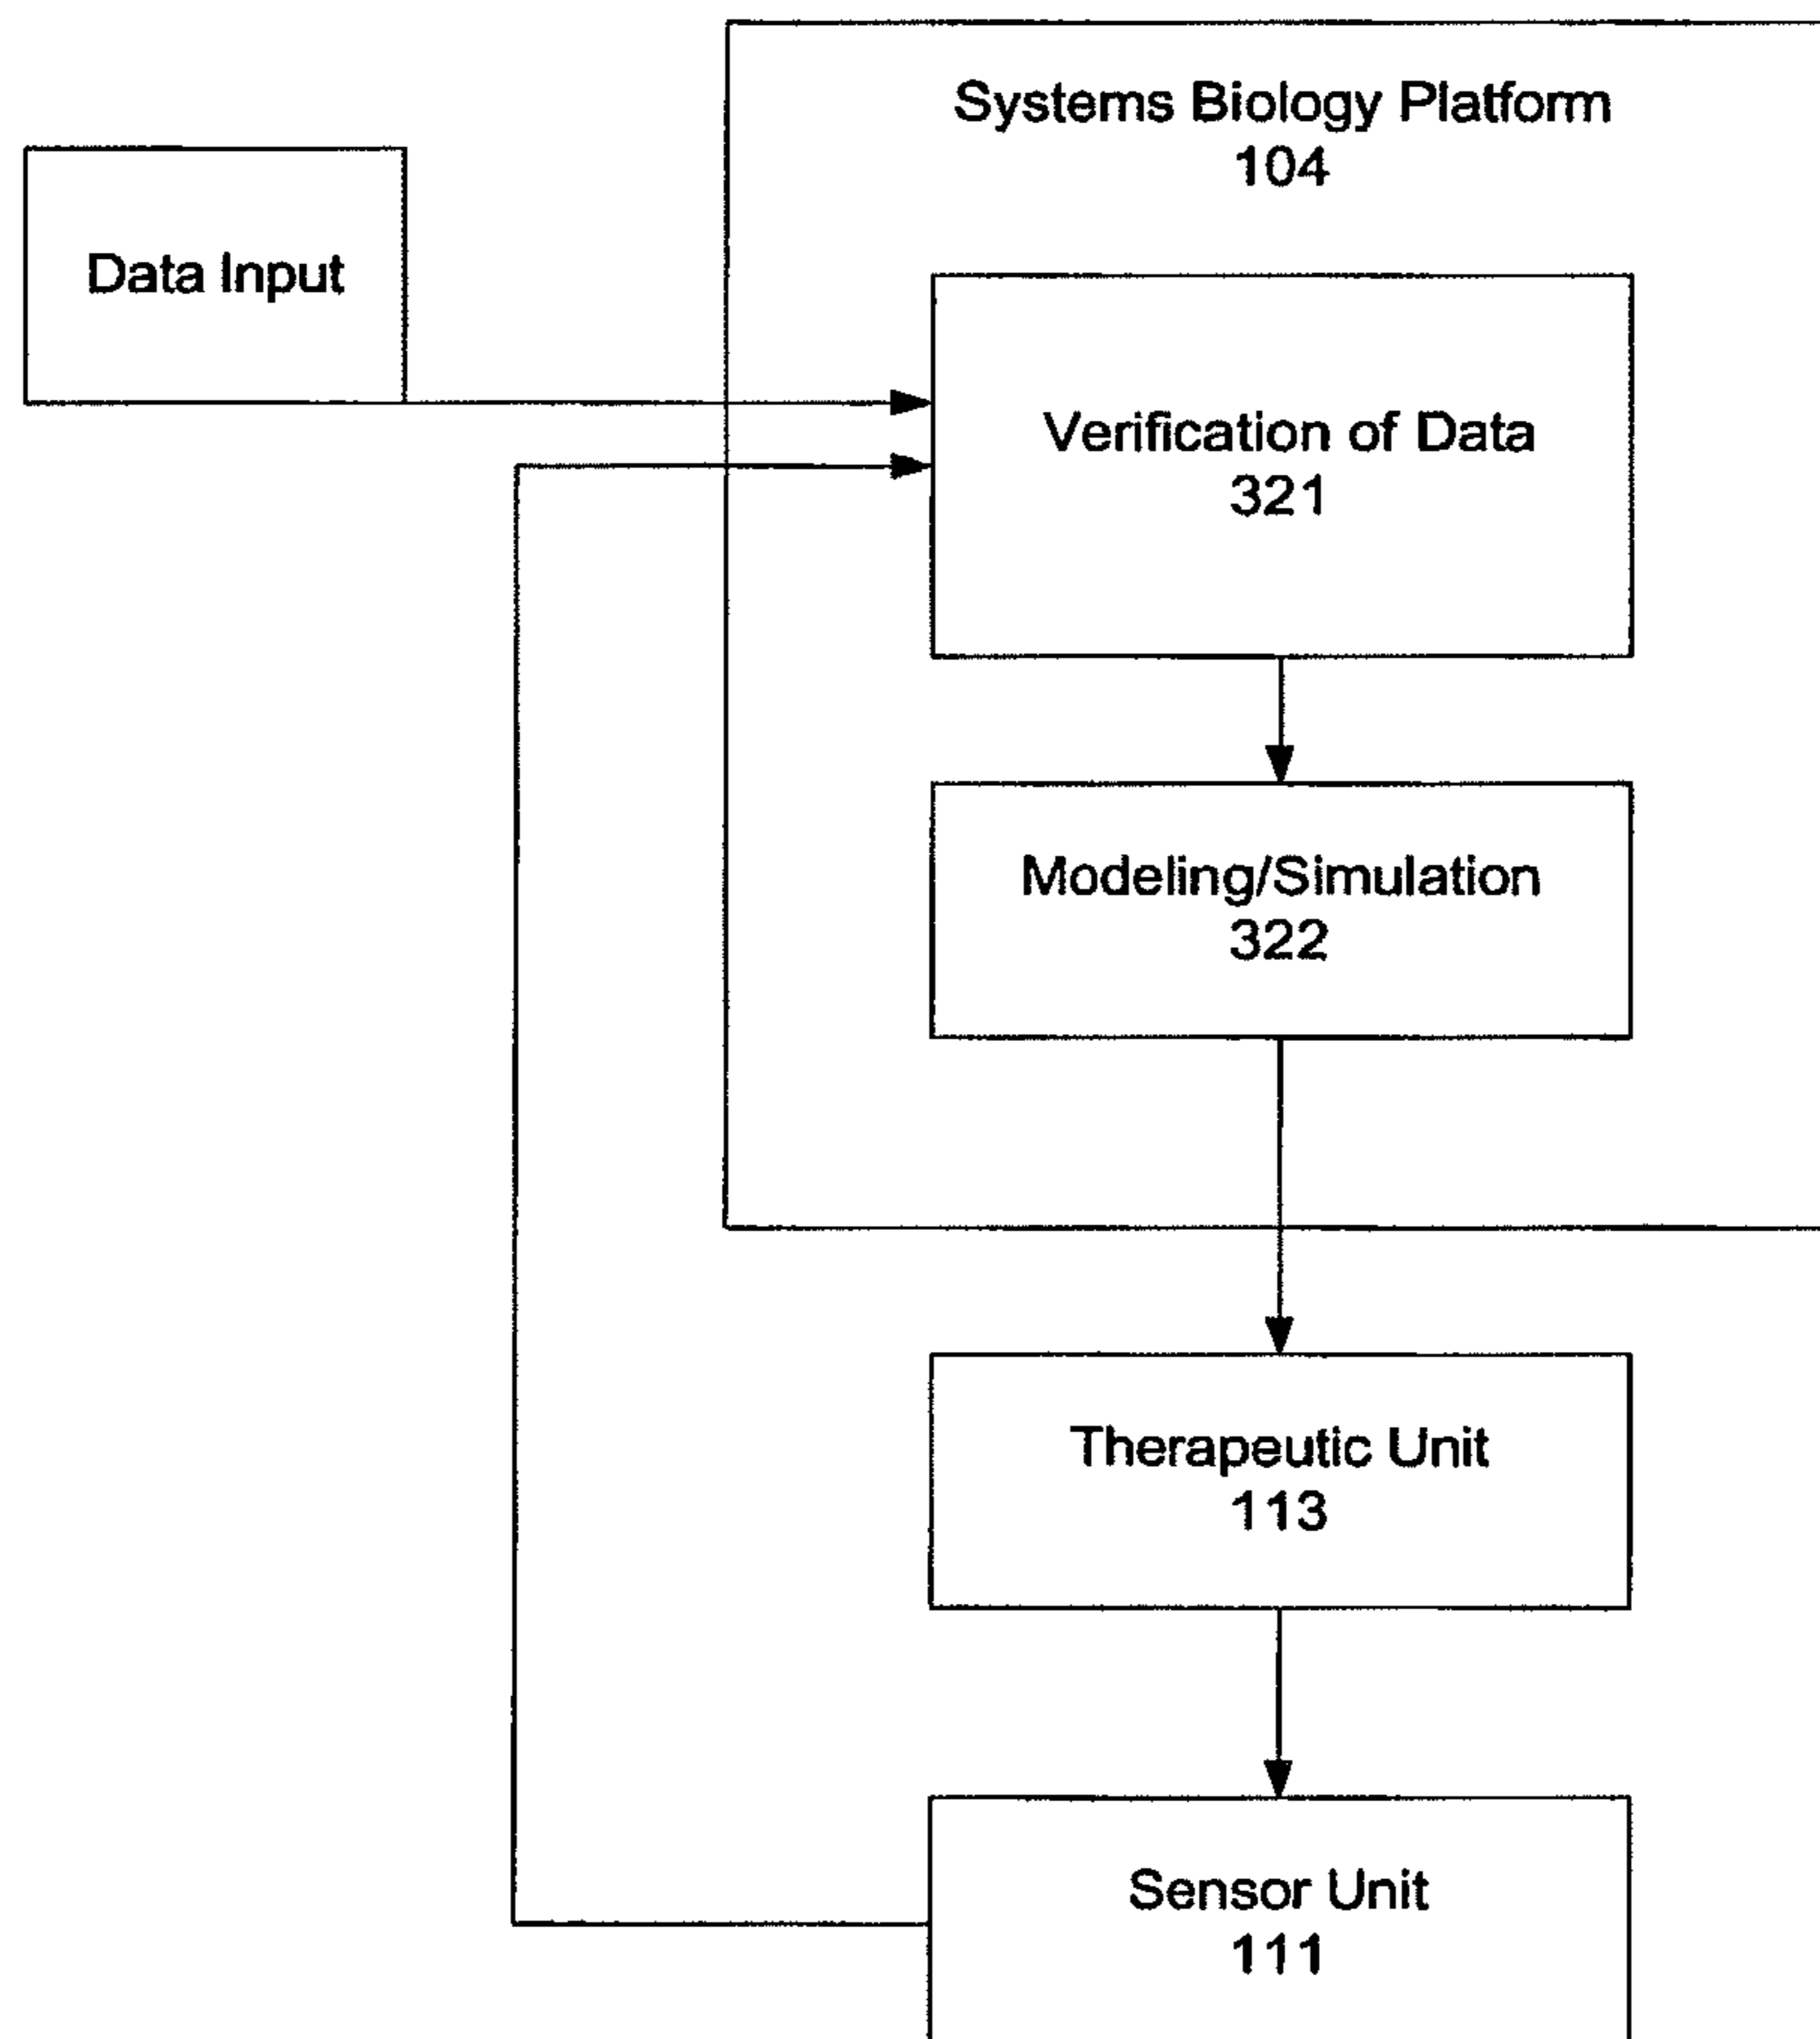 Systems Biology Platform
104
Data Input
Verification of Data
321
Modeling/Simulation
322
Therapeutic Unit
113
Sensor Unit
111